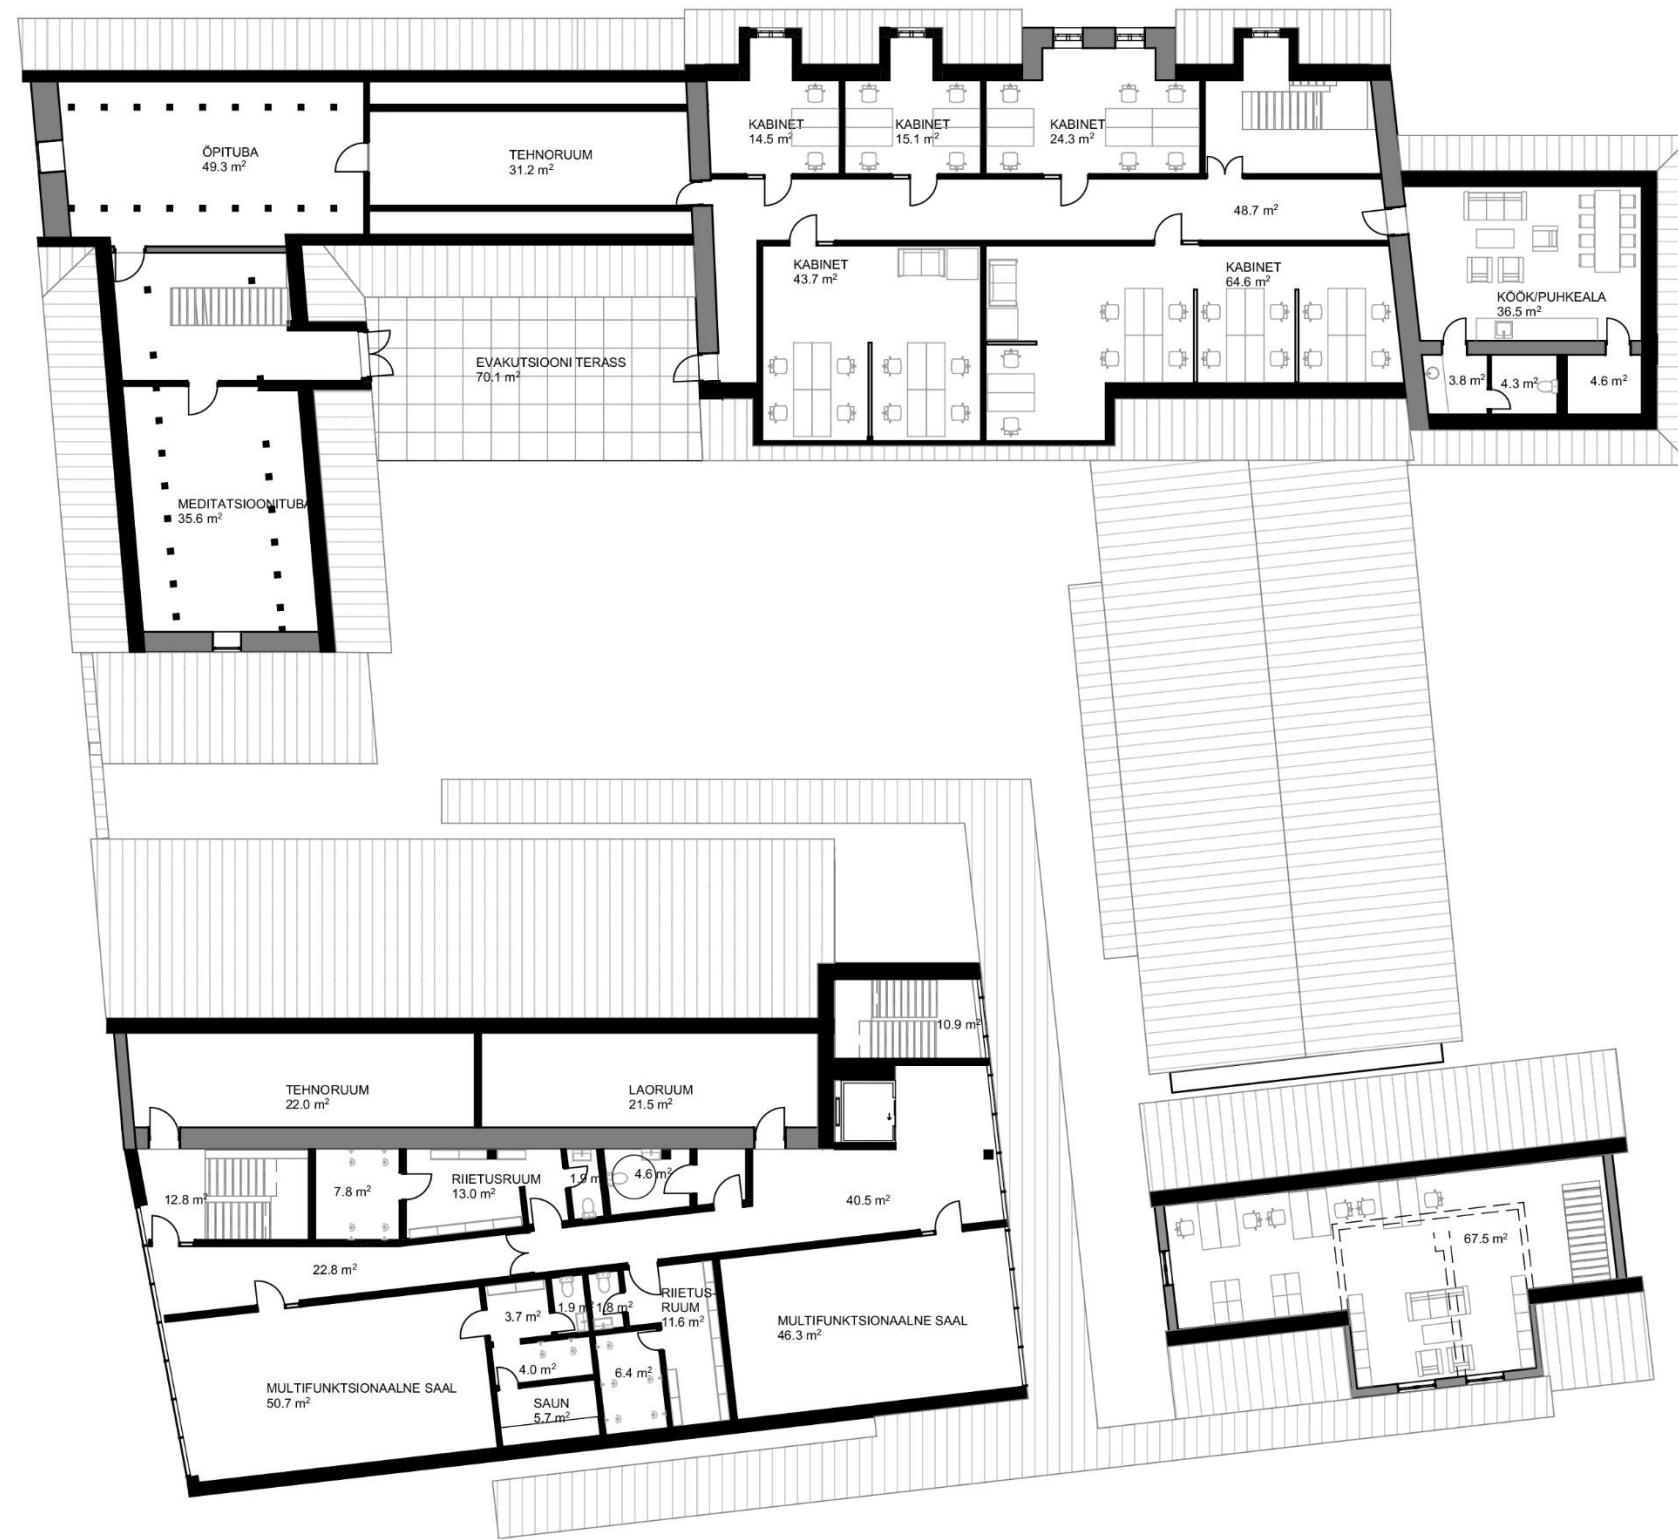 KABINET
14.5 m²
KABINET
15.1 m²
KABINET
24.3 m²
ÕPITUBA
49.3 m²
TEHNORUUM
31.2 m²
48.7 m²
KABINET
43.7 m²
KABINET
64.6 m²
KÖÖK/PUHKEALA
36.5 m²
EVAKUTSIOONI TERASS
70.1 m²
3.8 m²
4.3 m²
4.6 m²
MEDITATSIOONITUBA
35.6 m²
10.9 m²
TEHNORUUM
22.0 m²
LAORUUM
21.5 m²
12.8 m²
7.8 m²
RIIETUSRUUM
13.0 m²
1.9 m²
4.6 m²
40.5 m²
22.8 m²
3.7 m²
1.9 m²
1.8 m²
RIIETUS-
RUUM
11.6 m²
MULTIFUNKTSIONAALNE SAAL
46.3 m²
4.0 m²
6.4 m²
MULTIFUNKTSIONAALNE SAAL
50.7 m²
SAUN
5.7 m²
67.5 m²